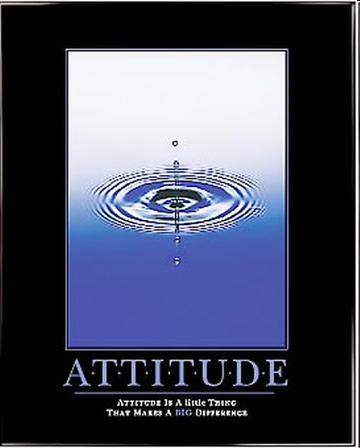 A·T·T·I·T·U·D·E
ATTITUDE IS A little THING
THAT MAKES A BIG DIFFERENCE